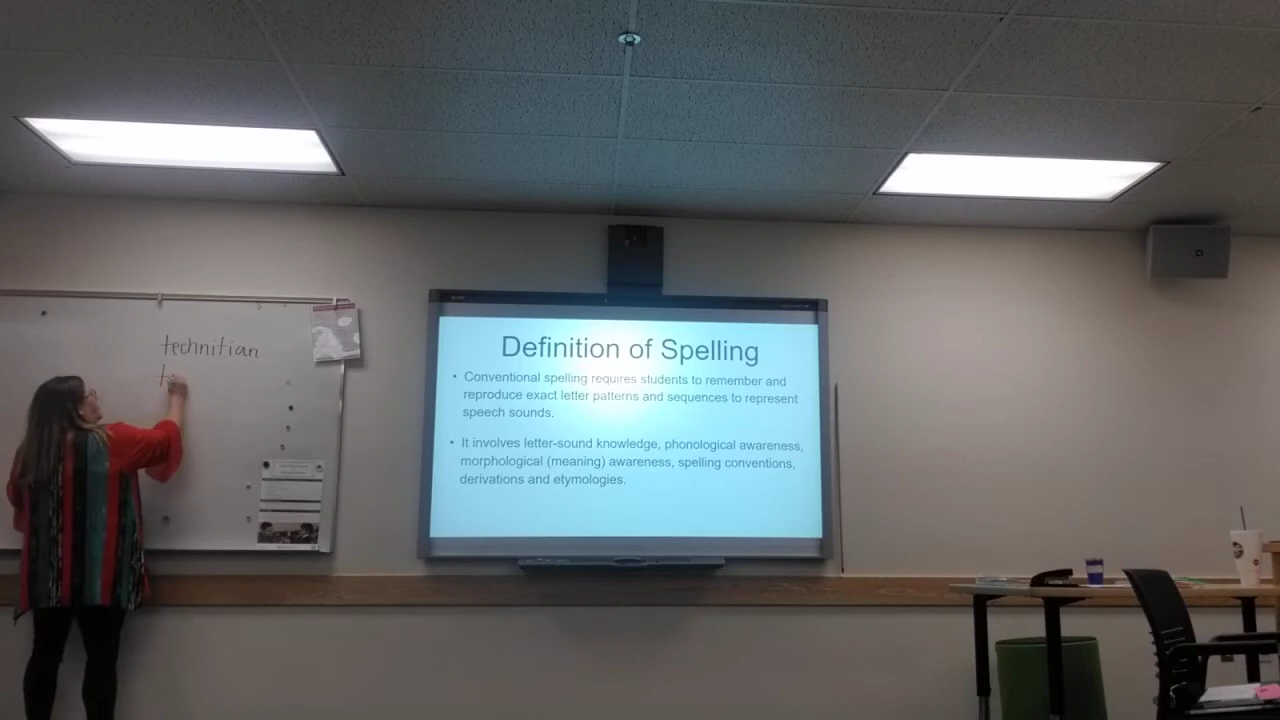 technitian
t
Definition of Spelling
• Conventional spelling requires students to remember and
reproduce exact letter patterns and sequences to represent
speech sounds.
• It involves letter-sound knowledge, phonological awareness,
morphological (meaning) awareness, spelling conventions,
derivations and etymologies.